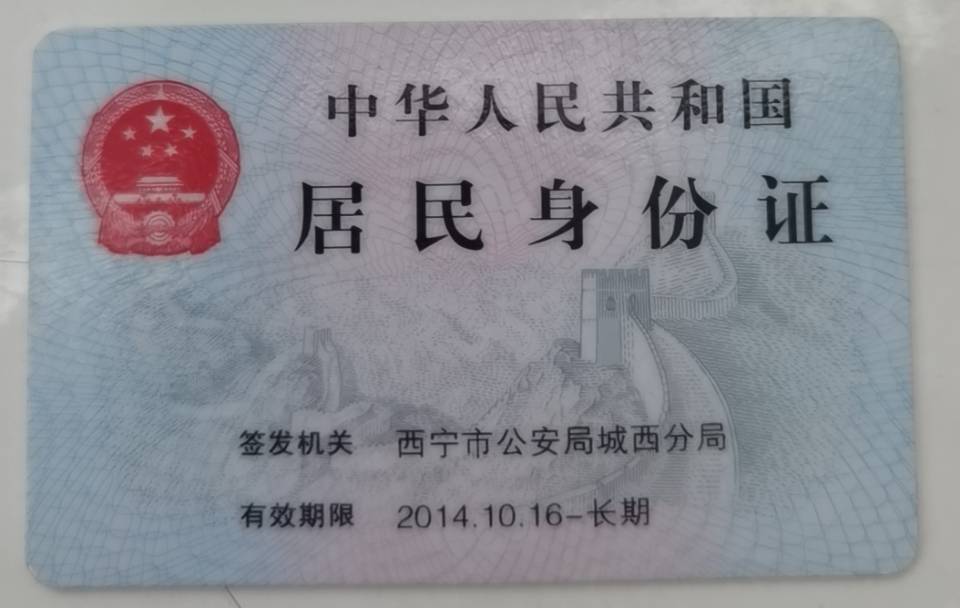 中华人民共和国
居民身份证
签发机关 西宁市公安局城西分局
有效期限 2014.10.16-长期